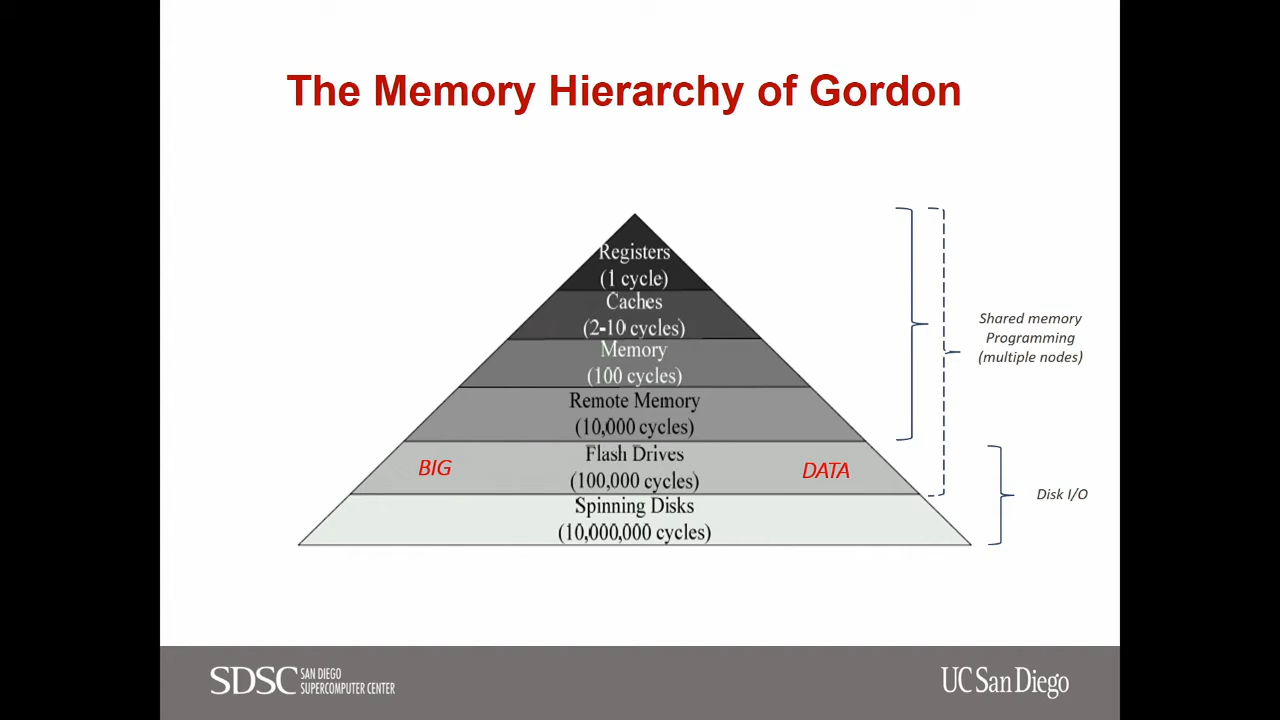 The Memory Hierarchy of Gordon
Registers
(1 cycle)
Caches
(2-10 cycles)
Memory
(100 cycles)
Remote Memory
(10,000 cycles)
BIG
Flash Drives
(100,000 cycles)
DATA
Spinning Disks
(10,000,000 cycles)
Shared memory
Programming
(multiple nodes)
Disk I/O
SDSC
SAN DIEGO
SUPERCOMPUTER CENTER
UC San Diego